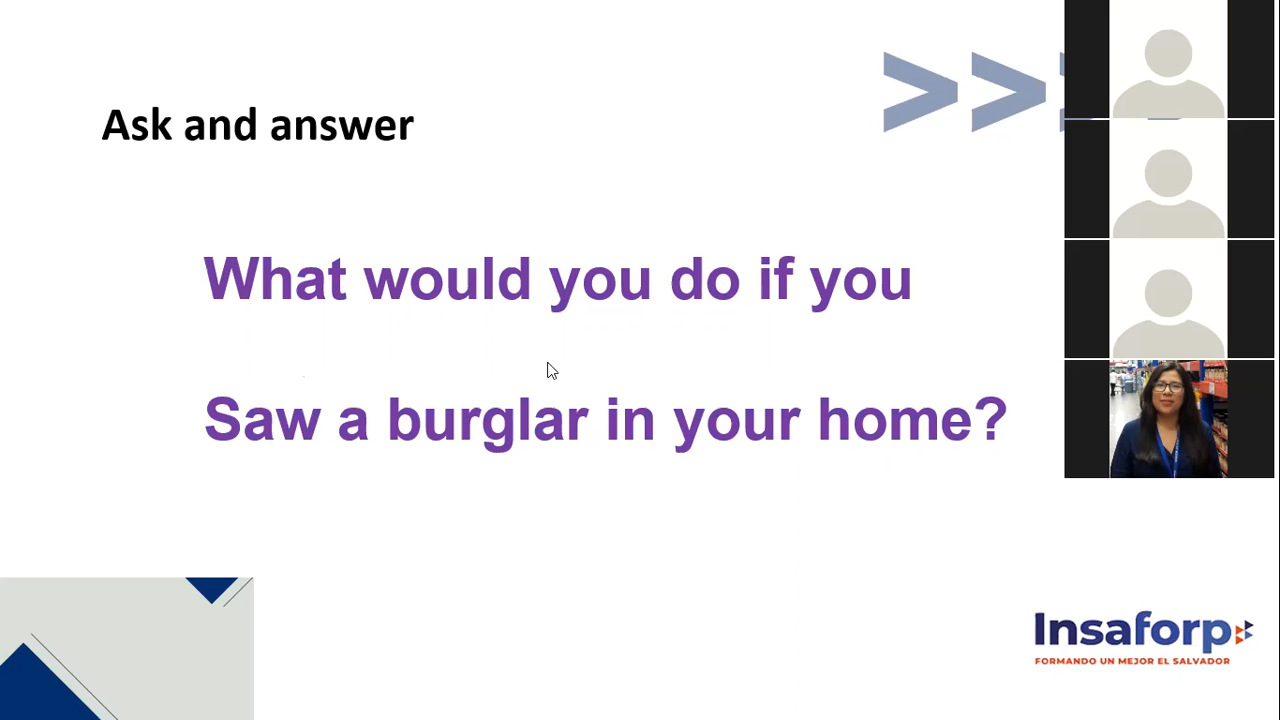 Ask and answer
What would you do if you
Saw a burglar in your home?
Insaforp
FORMANDO UN MEJOR EL SALVADOR